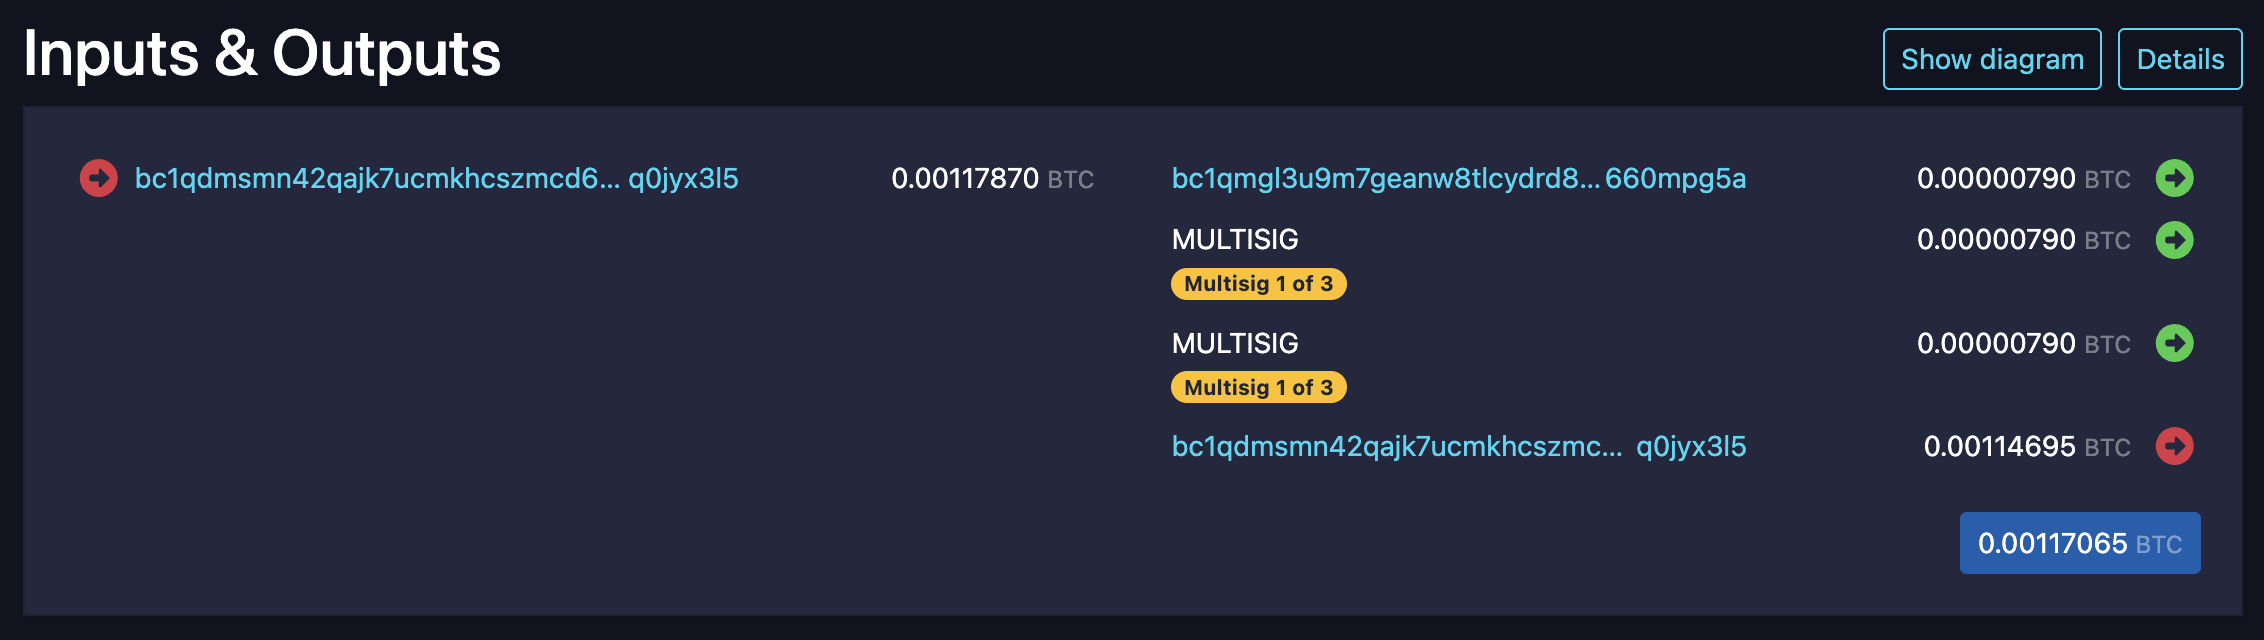 Inputs & Outputs
Show diagram
Details
bc1qdmsmn42qajk7ucmkhcszmcd6... q0jyx3l5
0.00117870 BTC
bc1qmgl3u9m7geanw8tlcydrd8...660mpg5a
0.00000790 BTC
MULTISIG
0.00000790 BTC
Multisig 1 of 3
MULTISIG
0.00000790 BTC
Multisig 1 of 3
bc1qdmsmn42qajk7ucmkhcszmc... q0jyx3l5
0.00114695 BTC
0.00117065 BTC